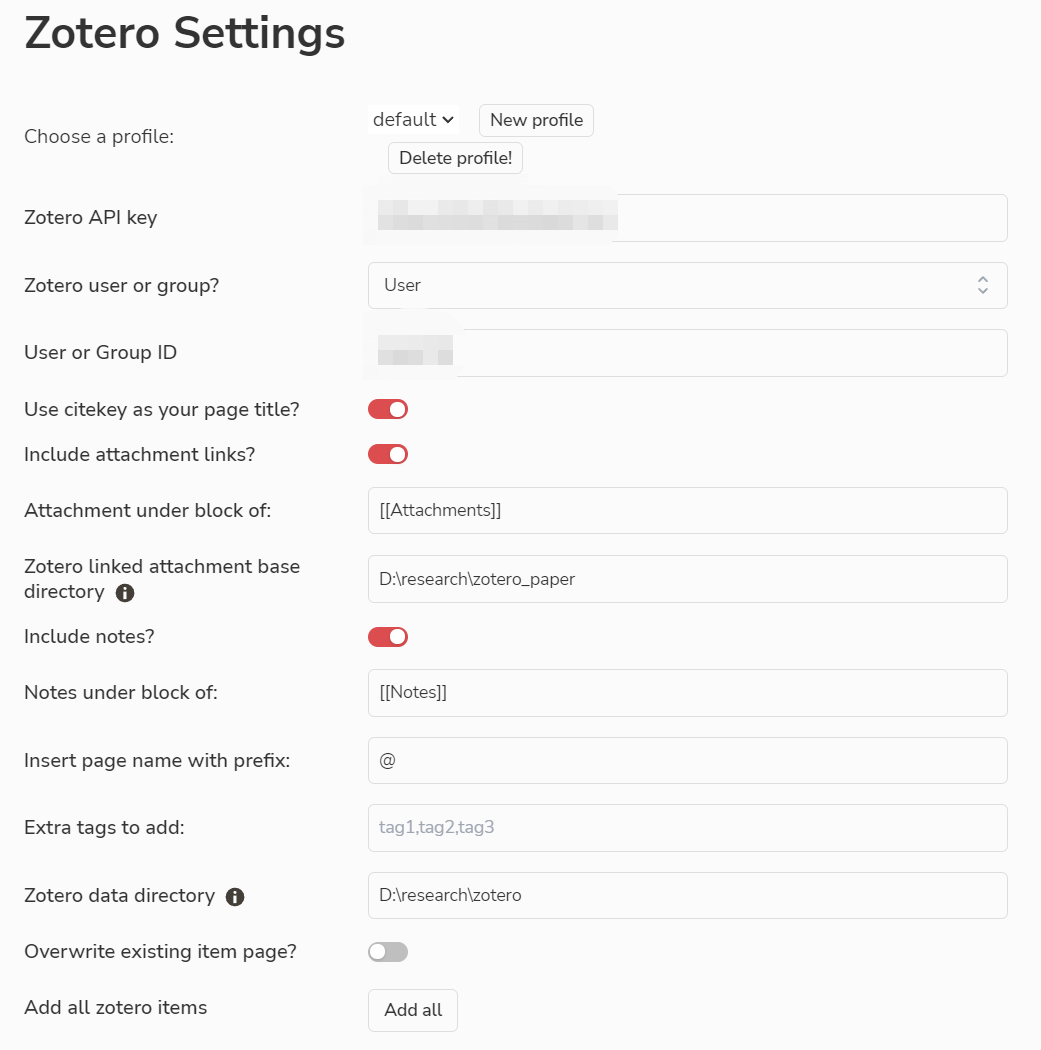 Zotero Settings
Choose a profile:
default
New profile
Delete profile!
Zotero API key
Zotero user or group?
User
User or Group ID
Use citekey as your page title?
Include attachment links?
Attachment under block of:
[[Attachments]]
Zotero linked attachment base
directory
D:\research\zotero_paper
Include notes?
Notes under block of:
[[Notes]]
Insert page name with prefix:
@
Extra tags to add:
tag1,tag2,tag3
Zotero data directory
D:\research\zotero
Overwrite existing item page?
Add all zotero items
Add all